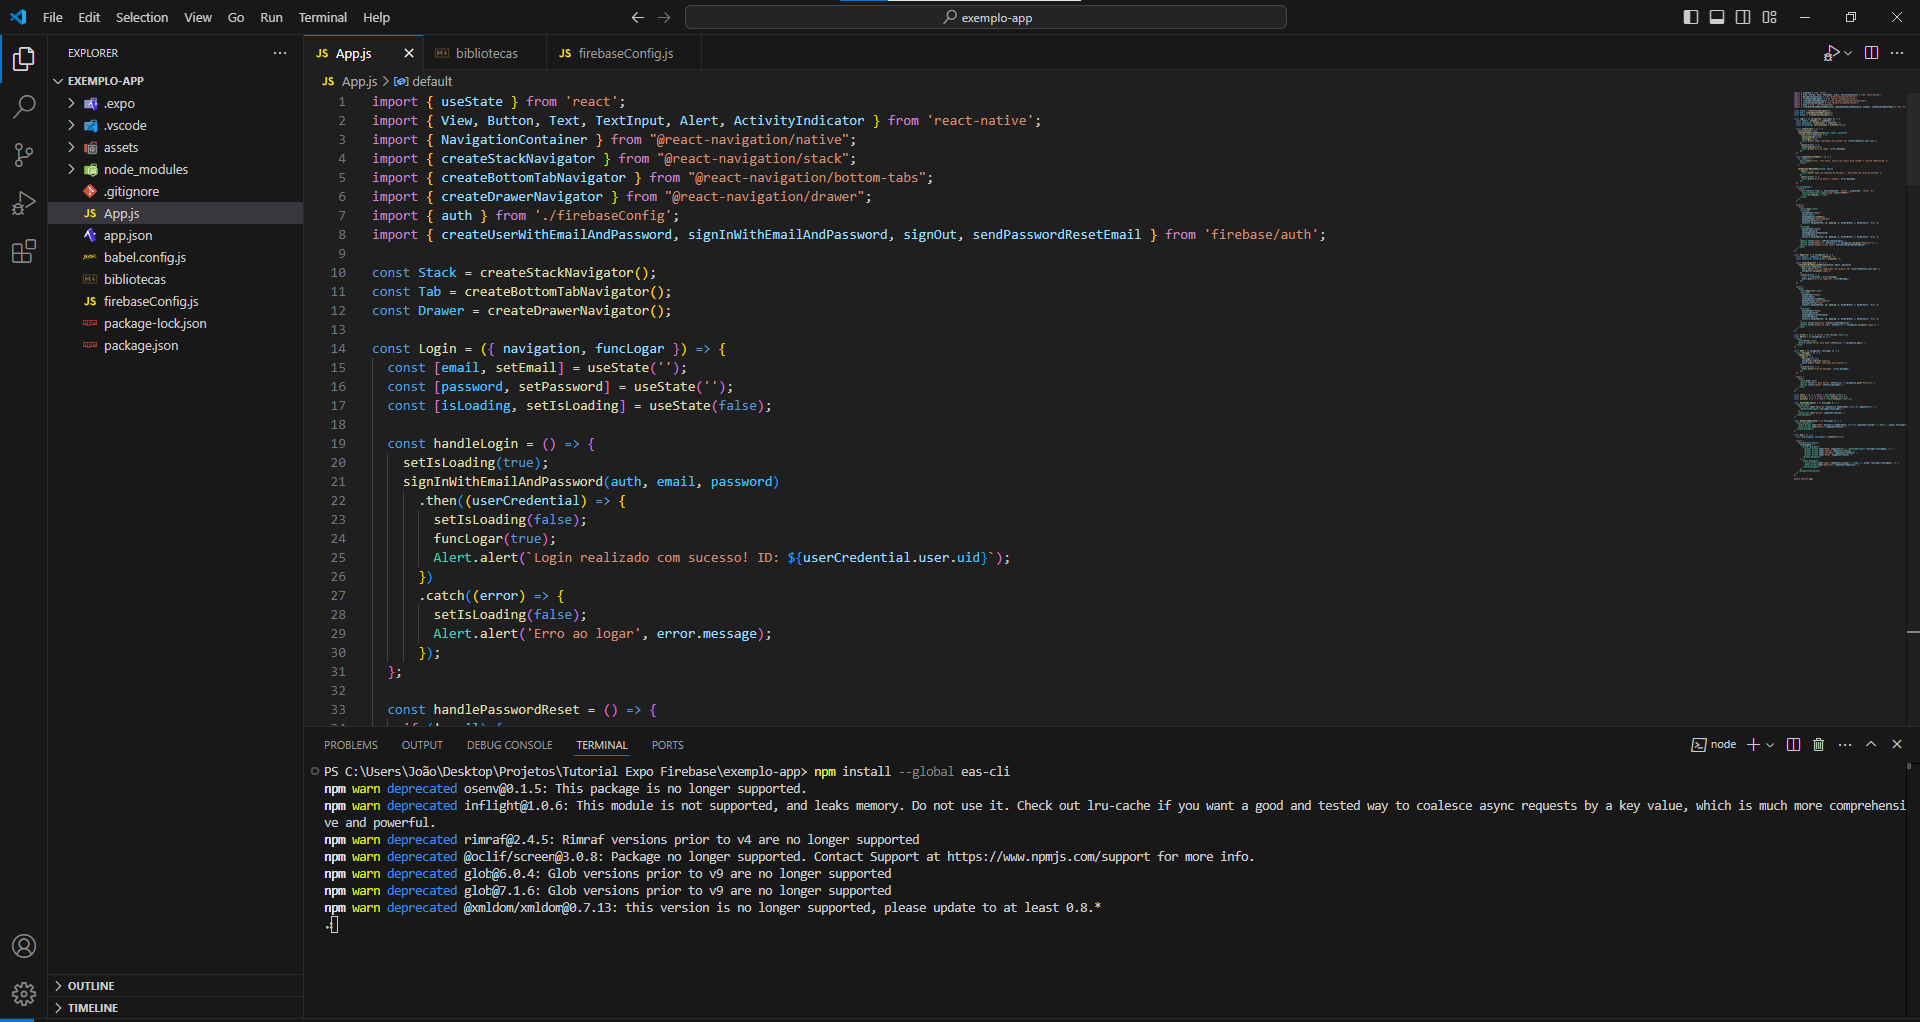 File Edit Selection View Go Run Terminal Help
exemplo-app
EXPLORER
EXEMPLO-APP
.expo
.vscode
assets
node_modules
.gitignore
App.js
app.json
babel.config.js
bibliotecas
firebaseConfig.js
package-lock.json
package.json
OUTLINE
TIMELINE
JS App.js bibliotecas JS firebaseConfig.js
JS App.js > default
1 import { useState } from 'react';
2 import { View, Button, Text, TextInput, Alert, ActivityIndicator } from 'react-native';
3 import { NavigationContainer } from "@react-navigation/native";
4 import { createStackNavigator } from "@react-navigation/stack";
5 import { createBottomTabNavigator } from "@react-navigation/bottom-tabs";
6 import { createDrawerNavigator } from "@react-navigation/drawer";
7 import { auth } from './firebaseConfig';
8 import { createUserWithEmailAndPassword, signInWithEmailAndPassword, signOut, sendPasswordResetEmail } from 'firebase/auth';
9
10 const Stack = createStackNavigator();
11 const Tab = createBottomTabNavigator();
12 const Drawer = createDrawerNavigator();
13
14 const Login = ({ navigation, funcLogar }) => {
15 const [email, setEmail] = useState('');
16 const [password, setPassword] = useState('');
17 const [isLoading, setIsLoading] = useState(false);
18
19 const handleLogin = () => {
20 setIsLoading(true);
21 signInWithEmailAndPassword(auth, email, password)
22 .then((userCredential) => {
23 setIsLoading(false);
24 funcLogar(true);
25 Alert.alert(`Login realizado com sucesso! ID: ${userCredential.user.uid}`);
26 })
27 .catch((error) => {
28 setIsLoading(false);
29 Alert.alert('Erro ao logar', error.message);
30 });
31 };
32
33 const handlePasswordReset = () => {
PROBLEMS OUTPUT DEBUG CONSOLE TERMINAL PORTS
node
PS C:\Users\João\Desktop\Projetos\Tutorial Expo Firebase\exemplo-app> npm install --global eas-cli
npm warn deprecated osenv@0.1.5: This package is no longer supported.
npm warn deprecated inflight@1.0.6: This module is not supported, and leaks memory. Do not use it. Check out lru-cache if you want a good and tested way to coalesce async requests by a key value, which is much more comprehensi
ve and powerful.
npm warn deprecated rimraf@2.4.5: Rimraf versions prior to v4 are no longer supported
npm warn deprecated @oclif/screen@3.0.8: Package no longer supported. Contact Support at https://www.npmjs.com/support for more info.
npm warn deprecated glob@6.0.4: Glob versions prior to v9 are no longer supported
npm warn deprecated glob@7.1.6: Glob versions prior to v9 are no longer supported
npm warn deprecated @xmldom/xmldom@0.7.13: this version is no longer supported, please update to at least 0.8.*